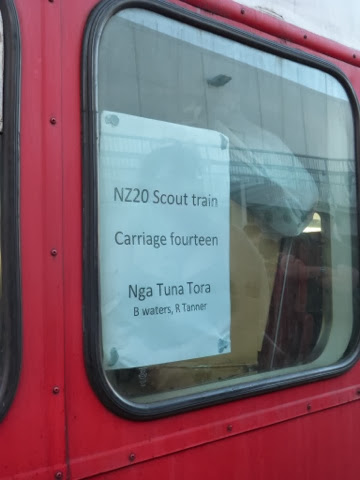 NZ20 Scout train
Carriage fourteen
Nga Tuna Tora
B waters, R Tanner